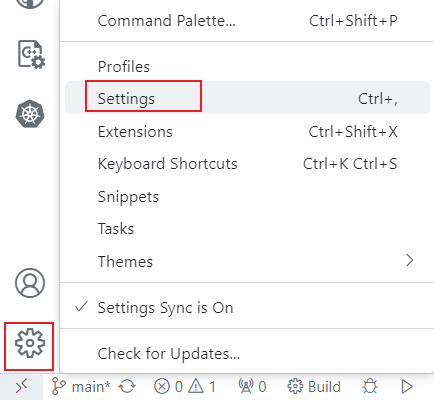 Command Palette... Ctrl+Shift+P
Profiles
Settings Ctrl+,
Extensions Ctrl+Shift+X
Keyboard Shortcuts Ctrl+K Ctrl+S
Snippets
Tasks
Themes
Settings Sync is On
Check for Updates...
main* 0 1 0 Build